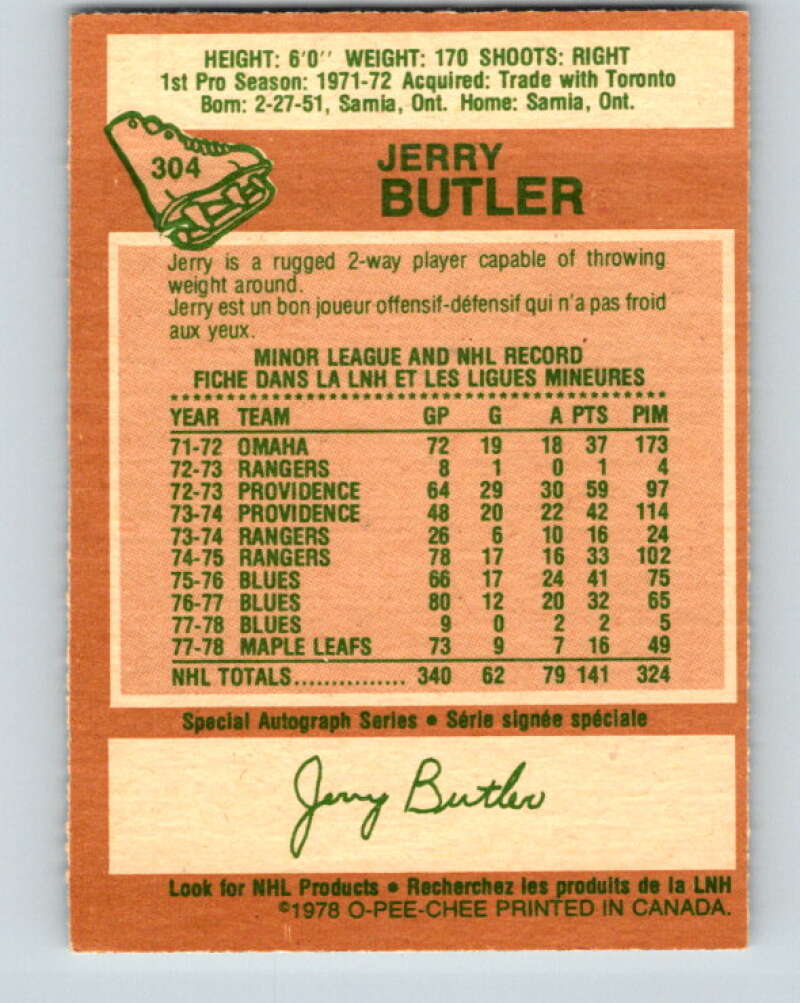 HEIGHT: 6'0'' WEIGHT: 170 SHOOTS: RIGHT
1st Pro Season: 1971-72 Acquired: Trade with Toronto
Born: 2-27-51, Sarnia, Ont. Home: Sarnia, Ont.
304
JERRY
BUTLER
Jerry is a rugged 2-way player capable of throwing
weight around.
Jerry est un bon joueur offensif-défensif qui n'a pas froid
aux yeux.
MINOR LEAGUE AND NHL RECORD
FICHE DANS LA LNH ET LES LIGUES MINEURES
YEAR TEAM GP G A PTS PIM
71-72 OMAHA 72 19 18 37 173
72-73 RANGERS 8 1 0 1 4
72-73 PROVIDENCE 64 29 30 59 97
73-74 PROVIDENCE 48 20 22 42 114
73-74 RANGERS 26 6 10 16 24
74-75 RANGERS 78 17 16 33 102
75-76 BLUES 66 17 24 41 75
76-77 BLUES 80 12 20 32 65
77-78 BLUES 9 0 2 2 5
77-78 MAPLE LEAFS 73 9 7 16 49
NHL TOTALS............... 340 62 79 141 324
Special Autograph Series • Série signée spéciale
Jerry Butler
Look for NHL Products • Recherchez les produits de la LNH
©1978 O-PEE-CHEE PRINTED IN CANADA.